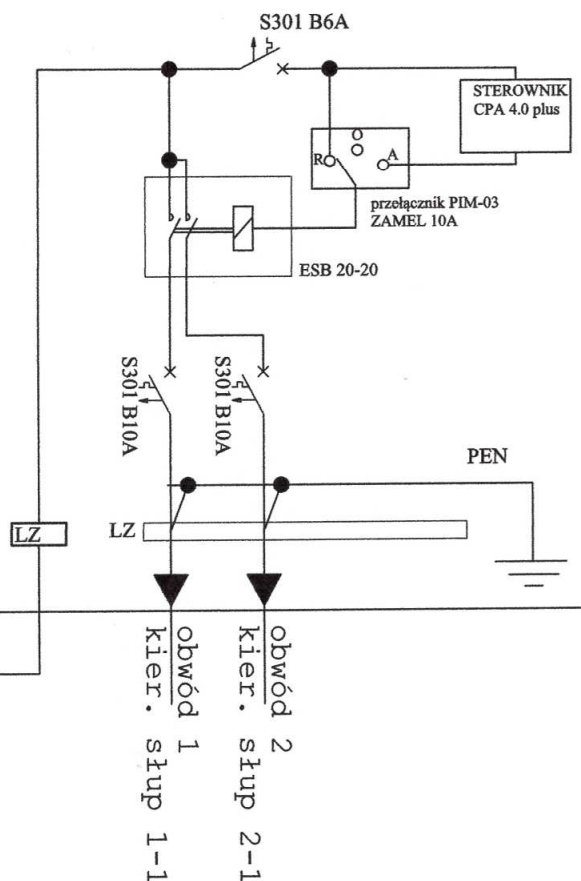 S301 B6A
STEROWNIK
CPA 4.0 plus
O
R
A
przełącznik PIM-03
ZAMEL 10A
ESB 20-20
S301 B10A
S301 B10A
PEN
LZ
LZ
obwód 1
kier. słup 1-1
obwód 2
kier. słup 2-1